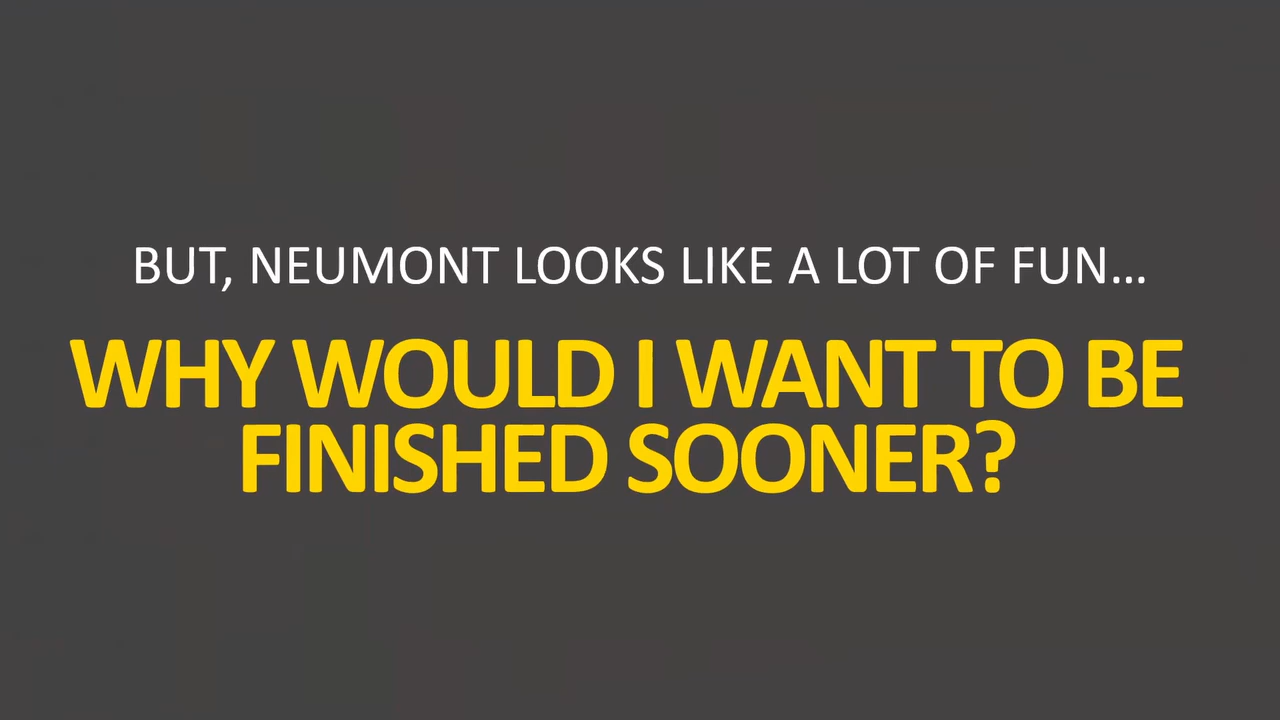 BUT, NEUMONT LOOKS LIKE A LOT OF FUN...
WHY WOULD I WANT TO BE
FINISHED SOONER?